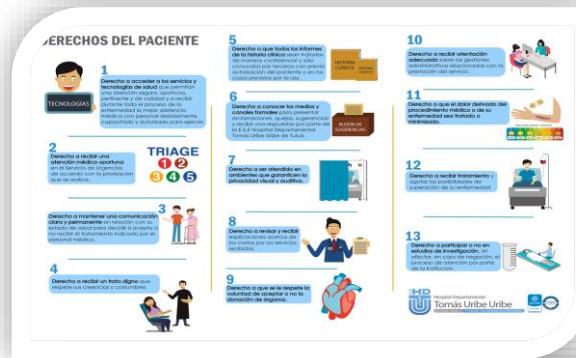 DERECHOS DEL PACIENTE
1
Derecho a acceder a los servicios y
tecnologías de salud que permitan
una atención segura, oportuna,
pertinente y de calidad y a recibir
durante todo el proceso de la
enfermedad la mejor asistencia
médica con personal debidamente
capacitado y autorizado para ejercer.
TECNOLOGÍAS
2
Derecho a recibir una
atención médica oportuna
en el Servicio de Urgencias
de acuerdo con la priorización
que se realice.
TRIAGE
1 2
3 4 5
3
Derecho a mantener una comunicación
clara y permanente en relación con su
estado de salud para decidir si acepta o
no recibir el tratamiento indicado por el
personal médico.
4
Derecho a recibir un trato digno que
respete sus creencias y costumbres.
5
Derecho a que todos los informes
de la historia clínica sean tratados
de manera confidencial y sólo
conocidos por terceros con previa
autorización del paciente o en los
casos previstos por la Ley.
HISTORIA
CLÍNICA
HISTORIA
CLÍNICA
6
Derecho a conocer los medios y
canales formales para presentar
reclamaciones, quejas, sugerencias
y recibir una respuestas por parte de
la E.S.E Hospital Departamental
Tomás Uribe Uribe de Tuluá.
BUZÓN DE
SUGERENCIAS
7
Derecho a ser atendido en
ambientes que garanticen la
privacidad visual y auditiva.
8
Derecho a revisar y recibir
explicaciones acerca de
los costos por los servicios
recibidos.
9
Derecho a que se le respete la
voluntad de aceptar o no la
donación de órganos.
10
Derecho a recibir orientación
adecuada sobre las gestiones
administrativas relacionadas con la
prestación del servicio.
11
Derecho a que el dolor derivado del
procedimiento médico o de su
enfermedad sea tratado o
minimizado.
12
Derecho a recibir tratamiento y
agotar las posibilidades de
superación de su enfermedad.
13
Derecho a participar o no en
estudios de investigación, sin
afectar, en caso de negación, el
proceso de atención por parte
de la Institución.
HD
Hospital Departamental
Tomás Uribe Uribe